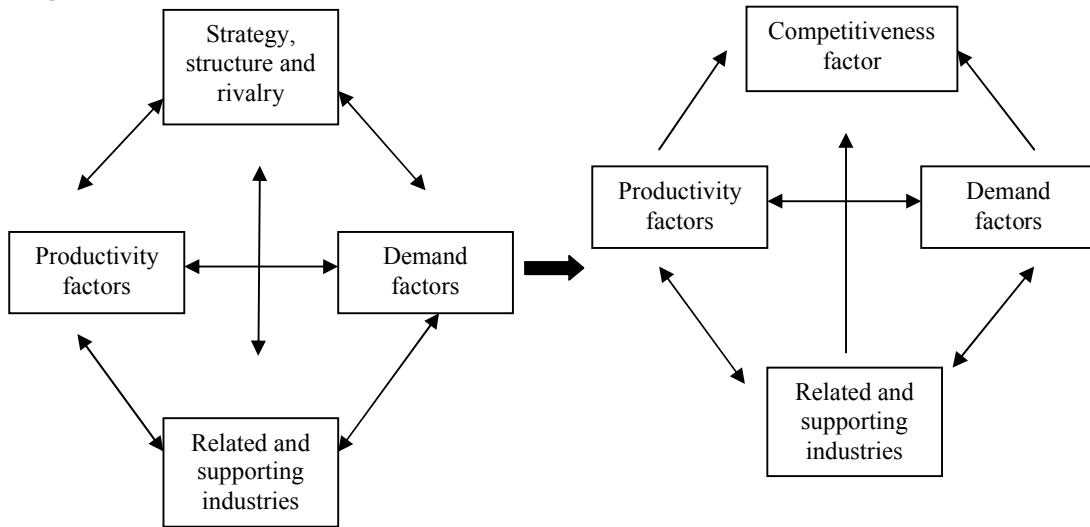 Strategy,
structure and
rivalry
Productivity
factors
Demand
factors
Related and
supporting
industries
Competitiveness
factor
Productivity
factors
Demand
factors
Related and
supporting
industries